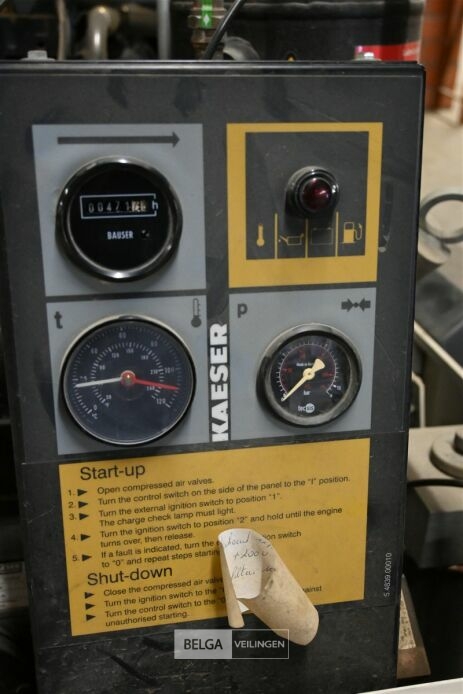 h
BAUSER
t
p
KAESER
bar
Start-up
1. ► Open compressed air valves.
2. ► Turn the control switch on the side of the panel to the "I" position.
3. ► Turn the external ignition switch to position "1".
The charge check lamp must light.
4. ► Turn the ignition switch to position "2" and hold until the engine
turns over, then release.
5. ► If a fault is indicated, turn the switch
to "0" and repeat steps starting
Shut-down
► Close the compressed air
► Turn the ignition switch to the
► Turn the control switch to the against
unauthorised starting.
5.4839.00010
BELGA VEILINGEN